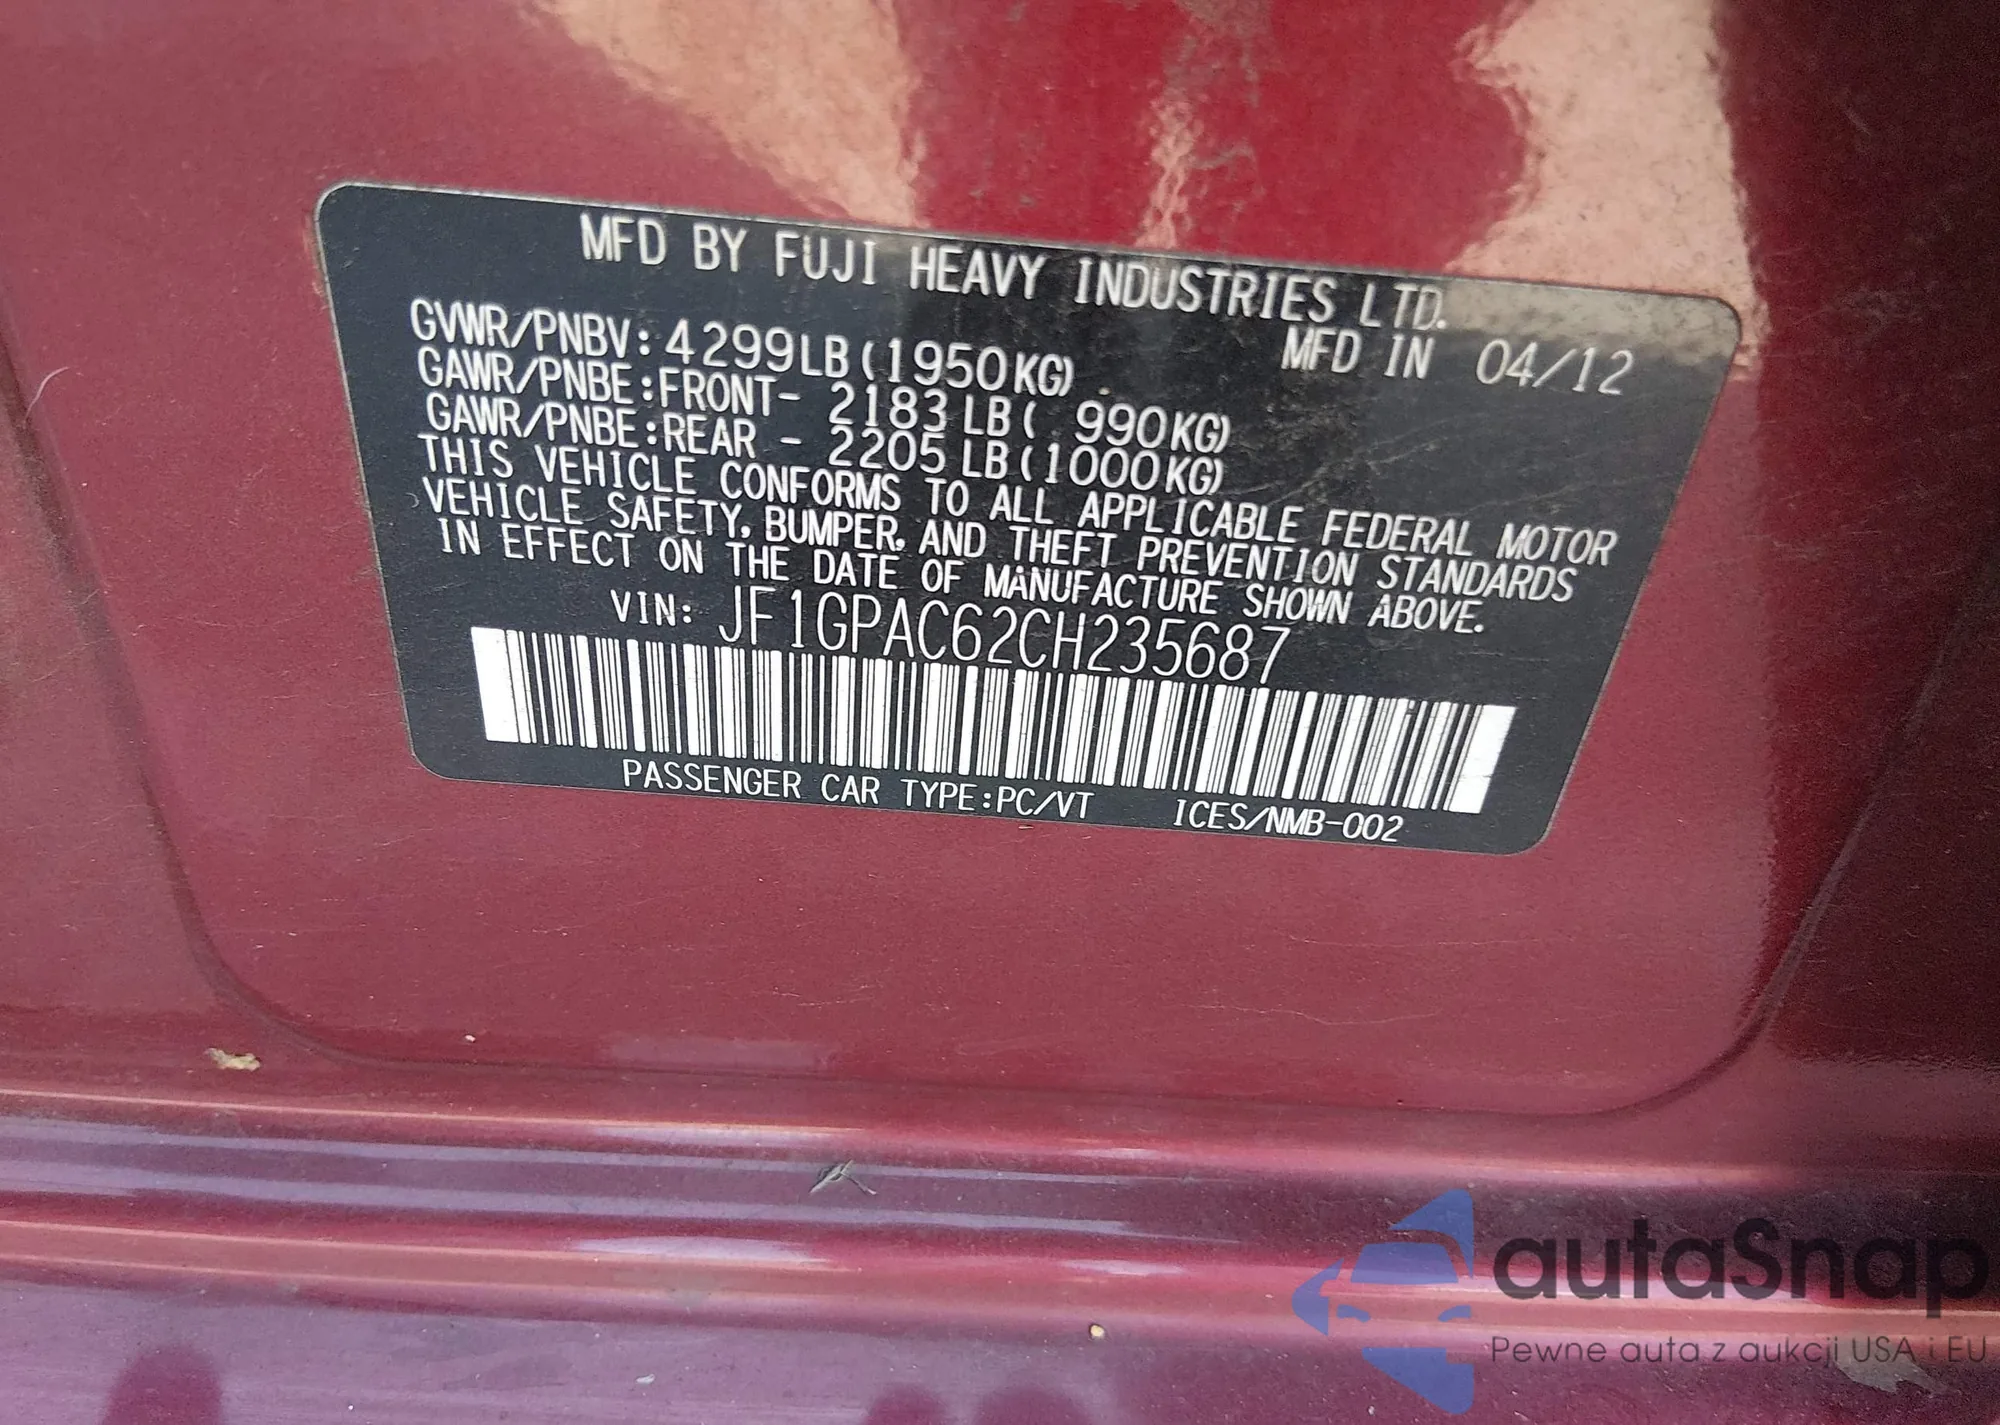 MFD BY FUJI HEAVY INDUSTRIES LTD.
GVWR/PNBV:4299LB(1950KG) MFD IN 04/12
GAWR/PNBE:FRONT- 2183 LB( 990KG)
GAWR/PNBE:REAR - 2205 LB(1000KG)
THIS VEHICLE CONFORMS TO ALL APPLICABLE FEDERAL MOTOR
VEHICLE SAFETY, BUMPER, AND THEFT PREVENTION STANDARDS
IN EFFECT ON THE DATE OF MANUFACTURE SHOWN ABOVE.
VIN: JF1GPAC62CH235687
PASSENGER CAR TYPE:PC/VT ICES/NMB-002
autaSnap
Pewne auta z aukcji USA i EU